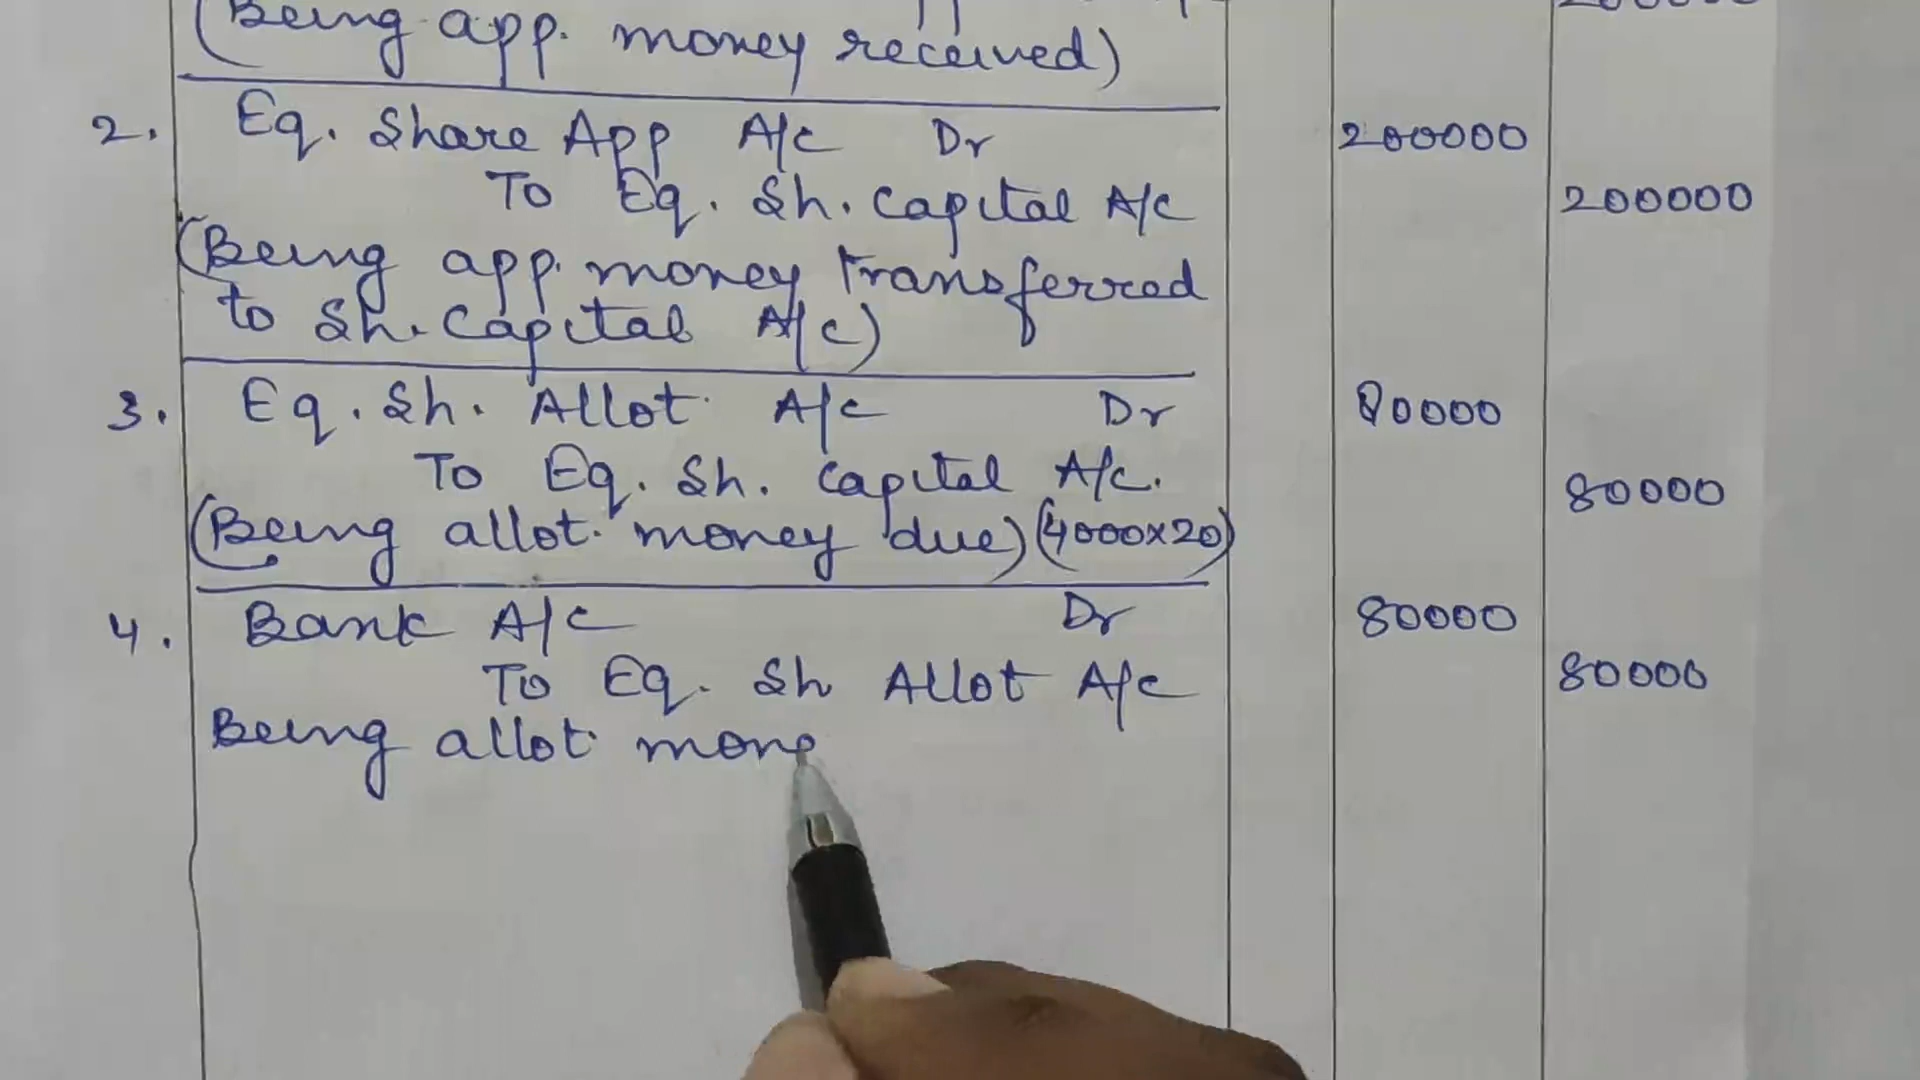 (Being app. money received)
2. Eq. Share App A/c Dr 200000
To Eq. Sh. Capital A/c 200000
(Being app. money transferred
to Sh. Capital A/c)
3. Eq. Sh. Allot. A/c Dr 80000
To Eq. Sh. Capital A/c. 80000
(Being allot. money due) (4000x20)
4. Bank A/c Dr 80000
To Eq. Sh Allot A/c 80000
Being allot. mone